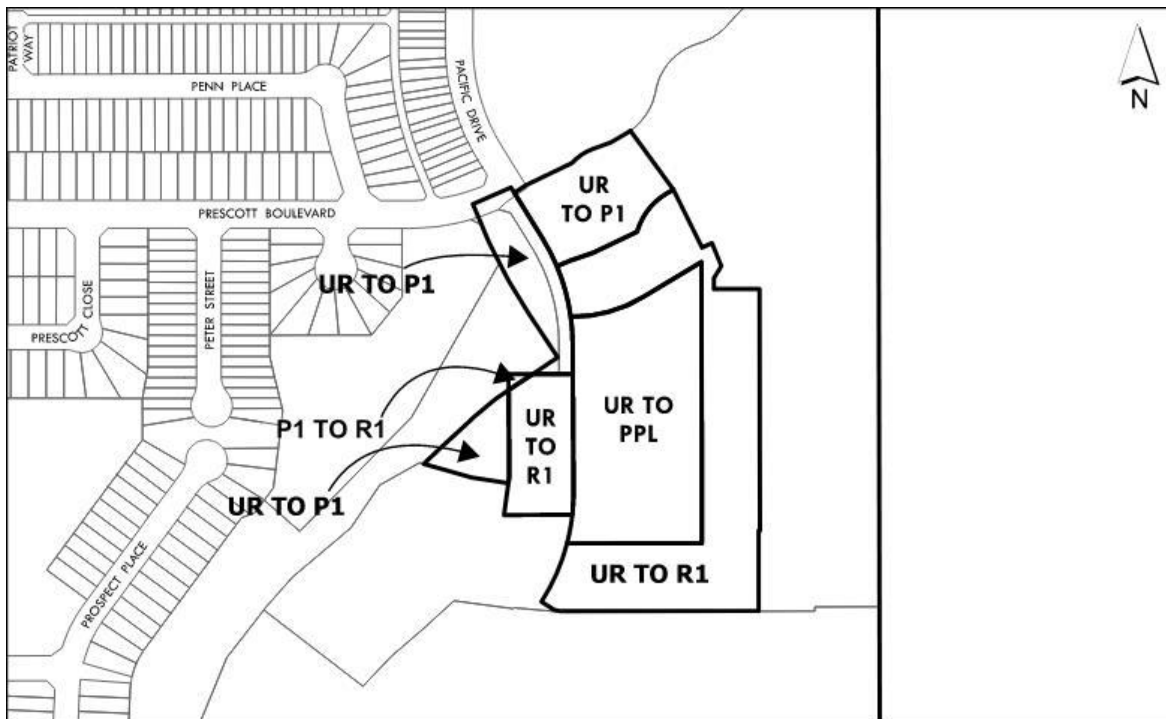 PATRIOT
WAY
PENN PLACE
PACIFIC DRIVE
N
UR
TO P1
PRESCOTT BOULEVARD
UR TO P1
PETER STREET
PRESCOTT CLOSE
UR TO
PPL
UR
TO
R1
P1 TO R1
UR TO P1
PROSPECT PLACE
UR TO R1